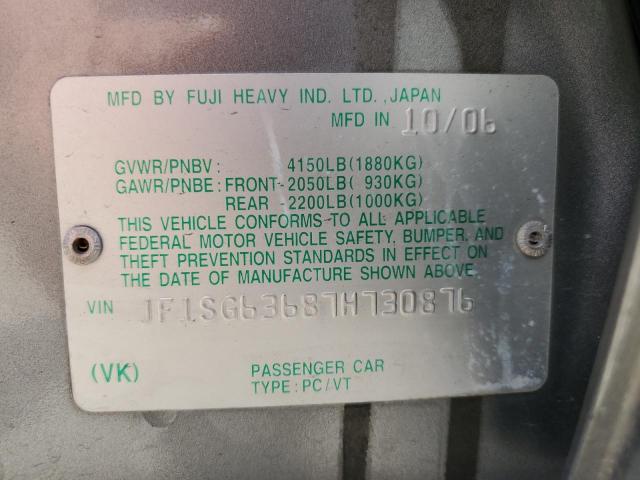 MFD BY FUJI HEAVY IND. LTD., JAPAN
MFD IN 10/06
GVWR/PNBV: 4150LB(1880KG)
GAWR/PNBE: FRONT-2050LB( 930KG)
REAR -2200LB(1000KG)
THIS VEHICLE CONFORMS TO ALL APPLICABLE
FEDERAL MOTOR VEHICLE SAFETY, BUMPER, AND
THEFT PREVENTION STANDARDS IN EFFECT ON
THE DATE OF MANUFACTURE SHOWN ABOVE.
VIN JF1SG63687H730876
(VK) PASSENGER CAR
TYPE: PC/VT